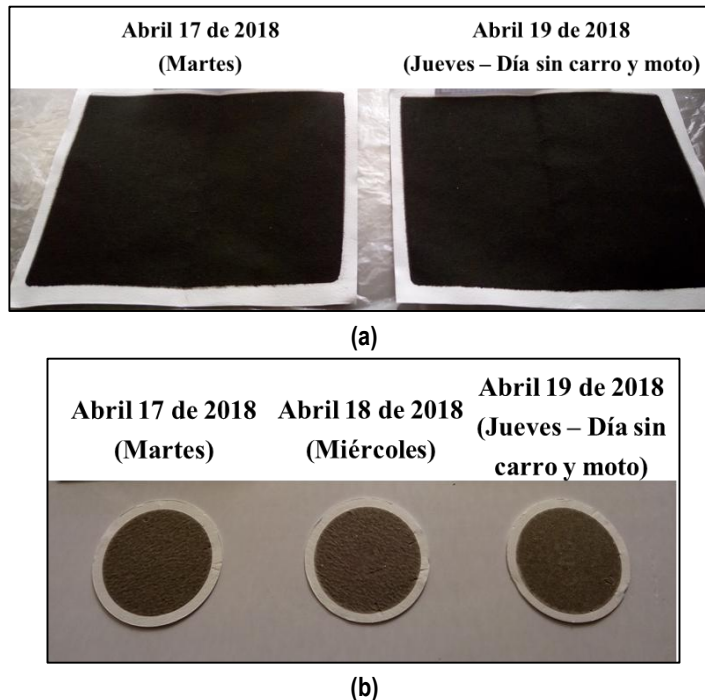 Abril 17 de 2018
(Martes)
Abril 19 de 2018
(Jueves – Día sin carro y moto)
(a)
Abril 17 de 2018
(Martes)
Abril 18 de 2018
(Miércoles)
Abril 19 de 2018
(Jueves – Día sin
carro y moto)
(b)